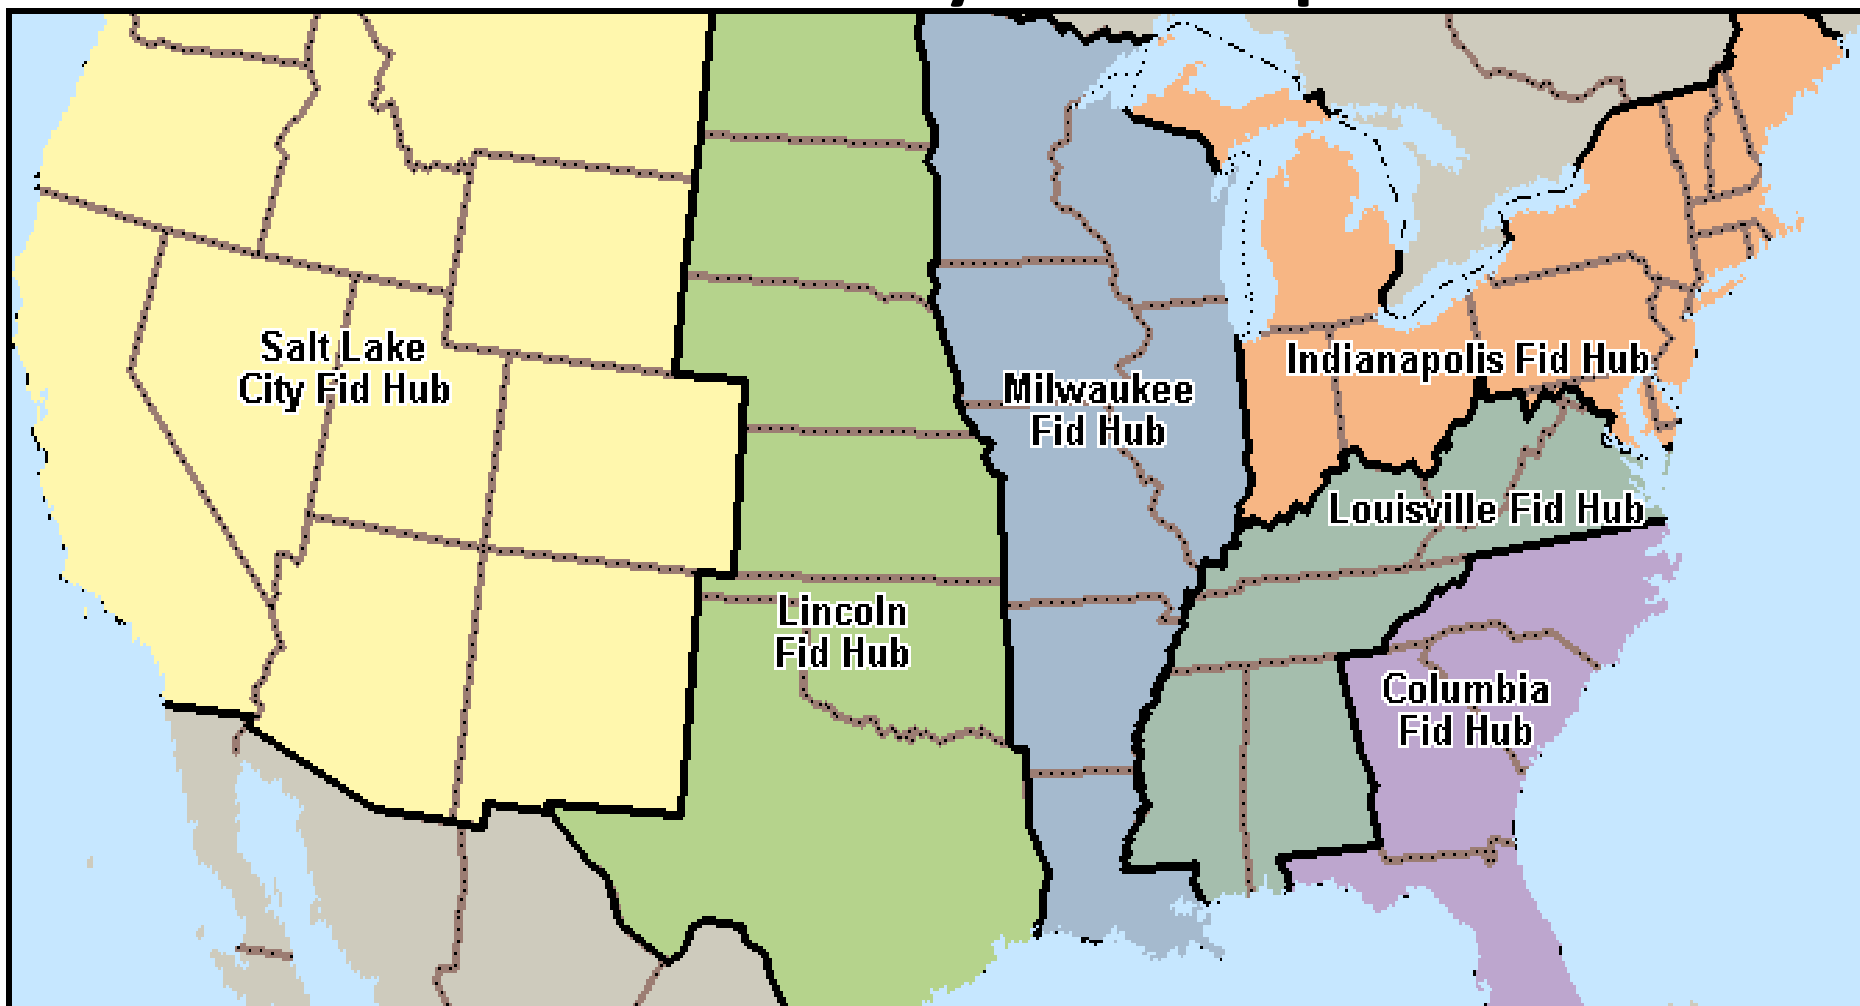 Salt Lake
City Fid Hub
Indianapolis Fid Hub
Milwaukee
Fid Hub
Louisville Fid Hub
Lincoln
Fid Hub
Columbia
Fid Hub